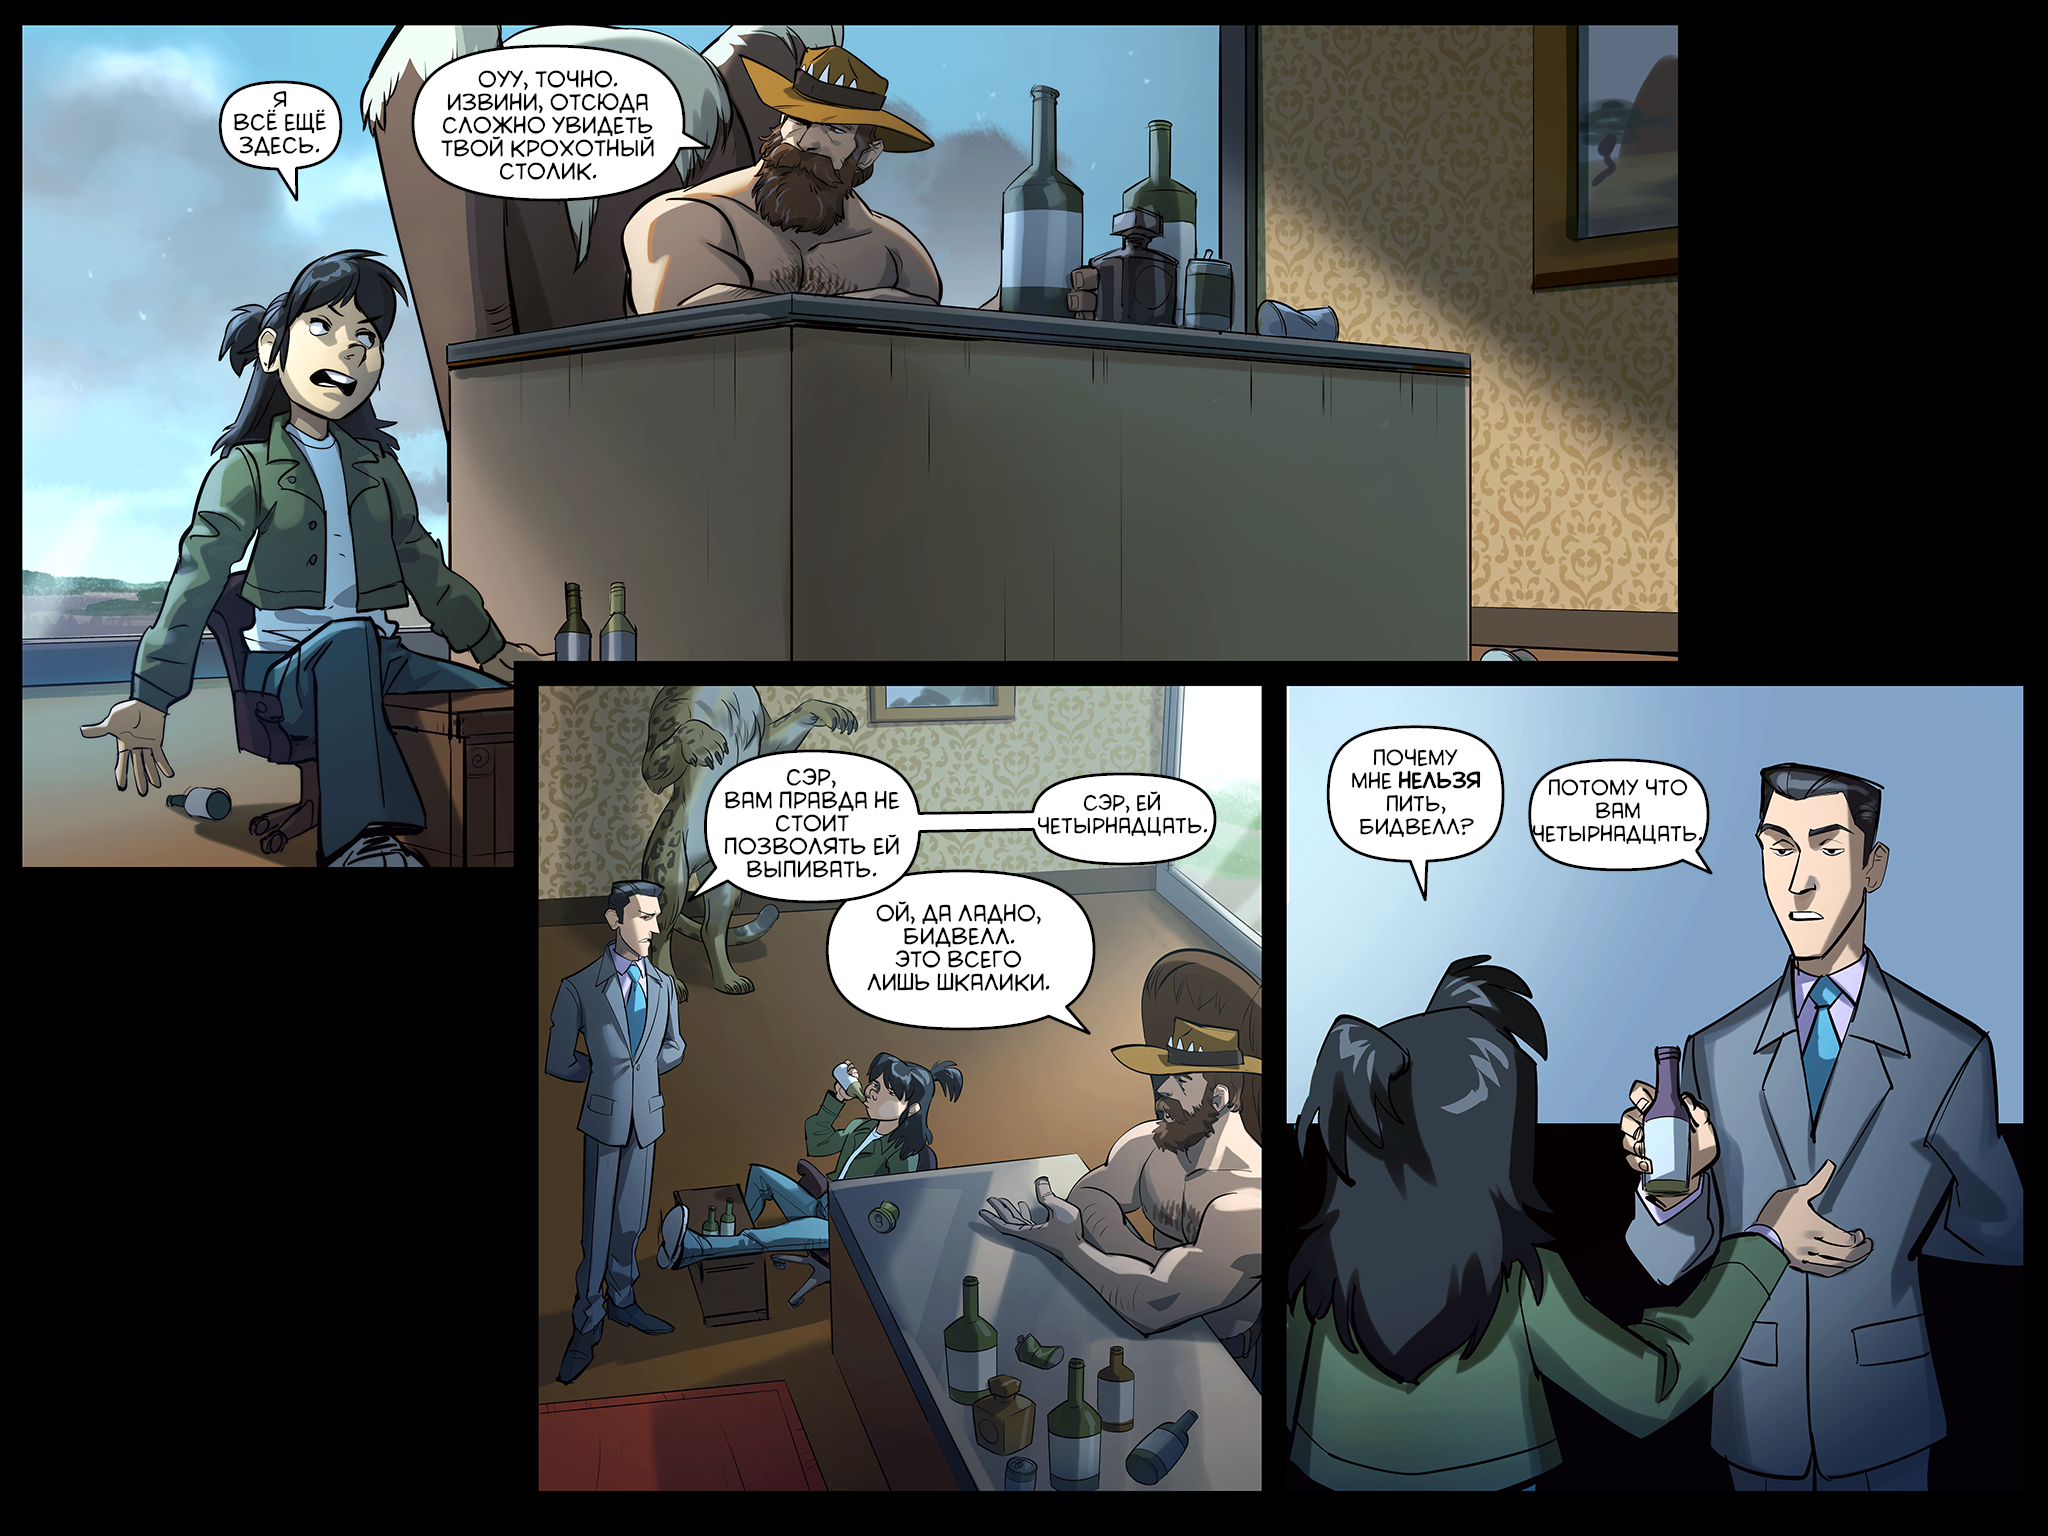 Я
ВСЁ ЕЩЁ
ЗДЕСЬ.
ОУУ, ТОЧНО.
ИЗВИНИ, ОТСЮДА
СЛОЖНО УВИДЕТЬ
ТВОЙ КРОХОТНЫЙ
СТОЛИК.
СЭР,
ВАМ ПРАВДА НЕ
СТОИТ
ПОЗВОЛЯТЬ ЕЙ
ВЫПИВАТЬ.
СЭР, ЕЙ
ЧЕТЫРНАДЦАТЬ.
ОЙ, ДА ЛАДНО,
БИДВЕЛЛ.
ЭТО ВСЕГО
ЛИШЬ ШКАЛИКИ.
ПОЧЕМУ
МНЕ НЕЛЬЗЯ
ПИТЬ,
БИДВЕЛЛ?
ПОТОМУ ЧТО
ВАМ
ЧЕТЫРНАДЦАТЬ.